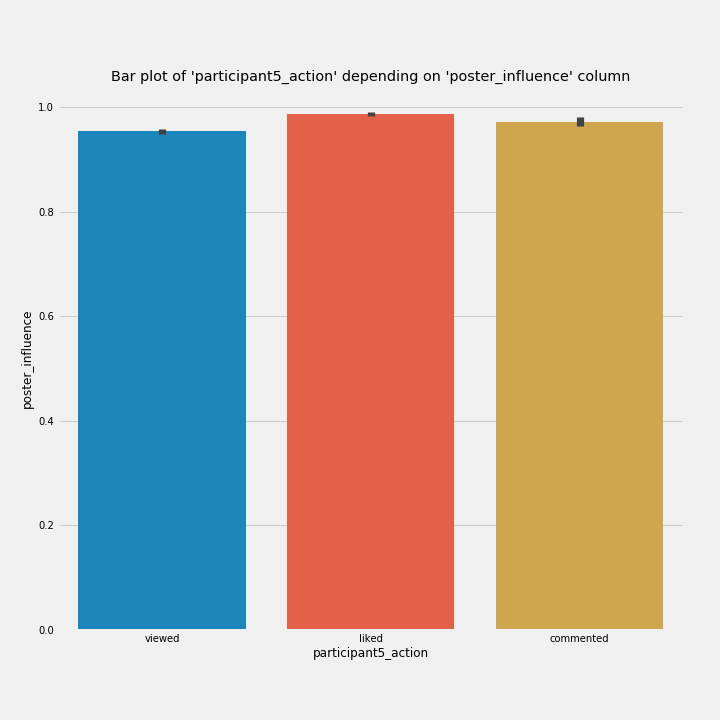 Bar plot of 'participant5_action' depending on 'poster_influence' column
1.0
0.8
0.6
0.4
0.2
0.0
poster_influence
viewed liked commented
participant5_action